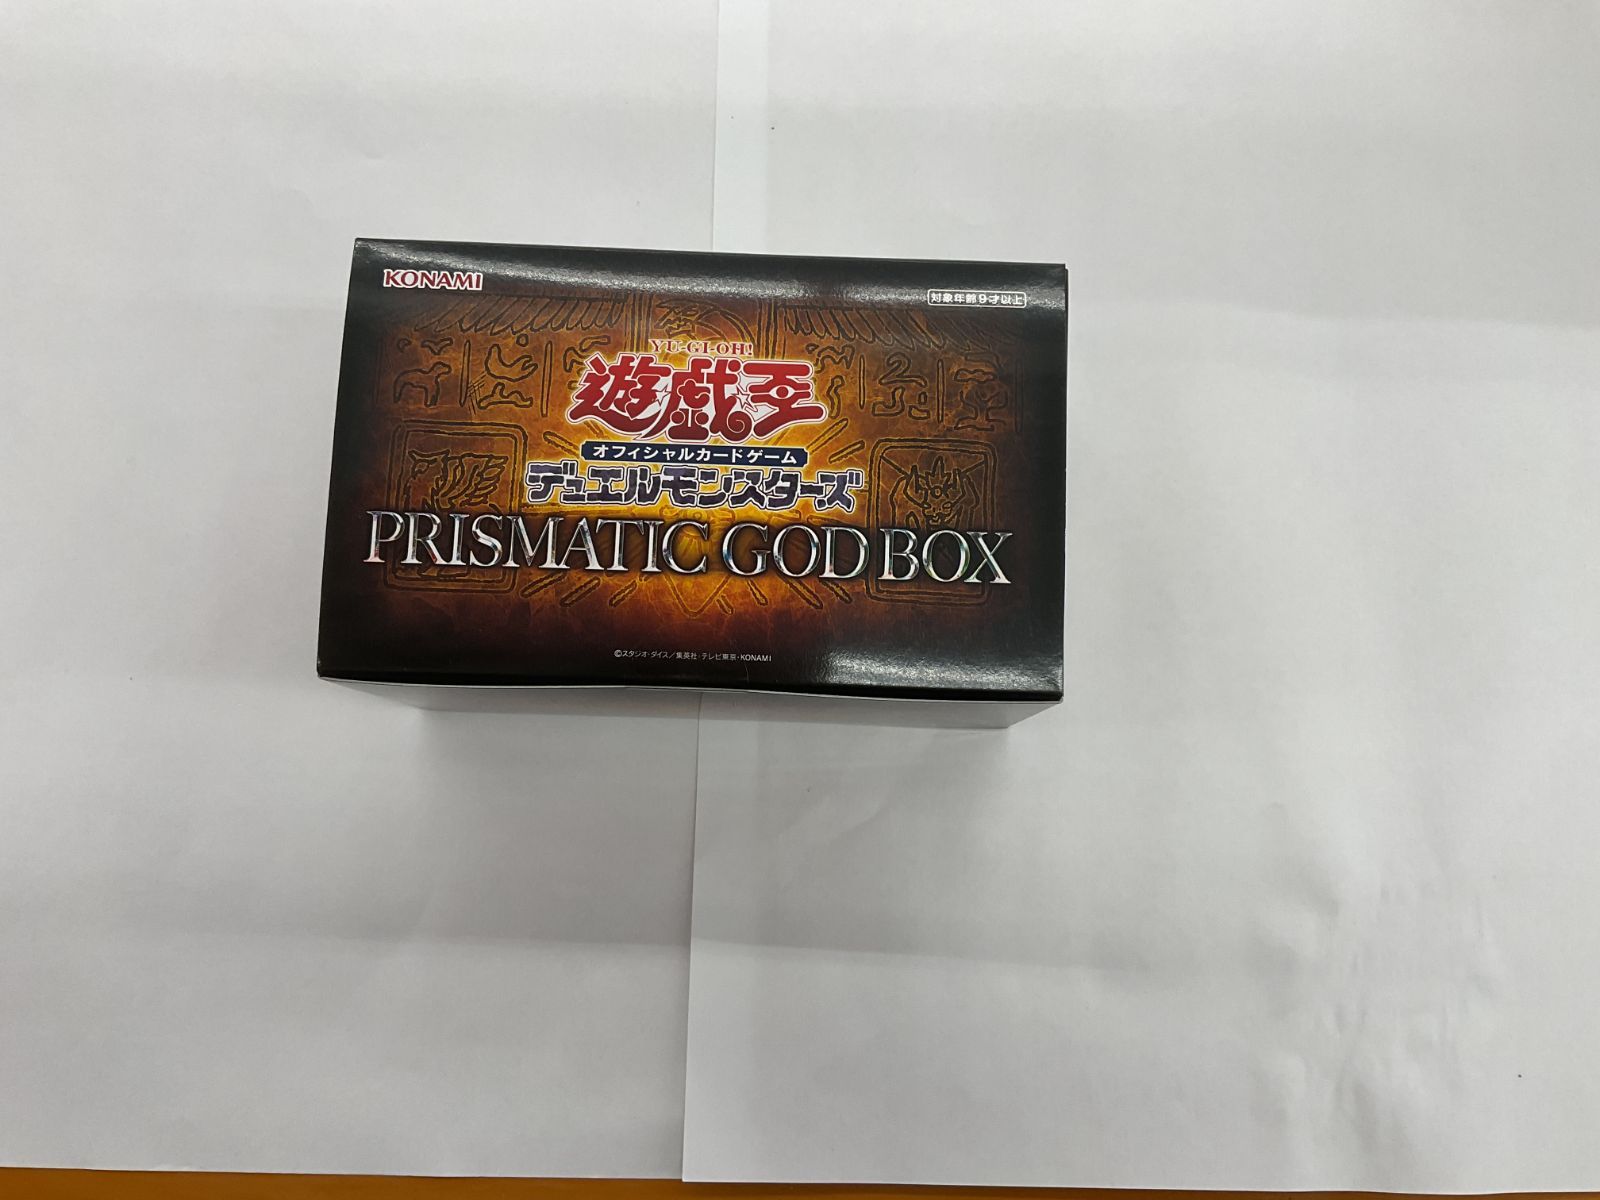 KONAMI
対象年齢9才以上
YU-GI-OH!
遊☆戯☆王
オフィシャルカードゲーム
デュエルモンスターズ
PRISMATIC GOD BOX
©スタジオ・ダイス／集英社・テレビ東京・KONAMI